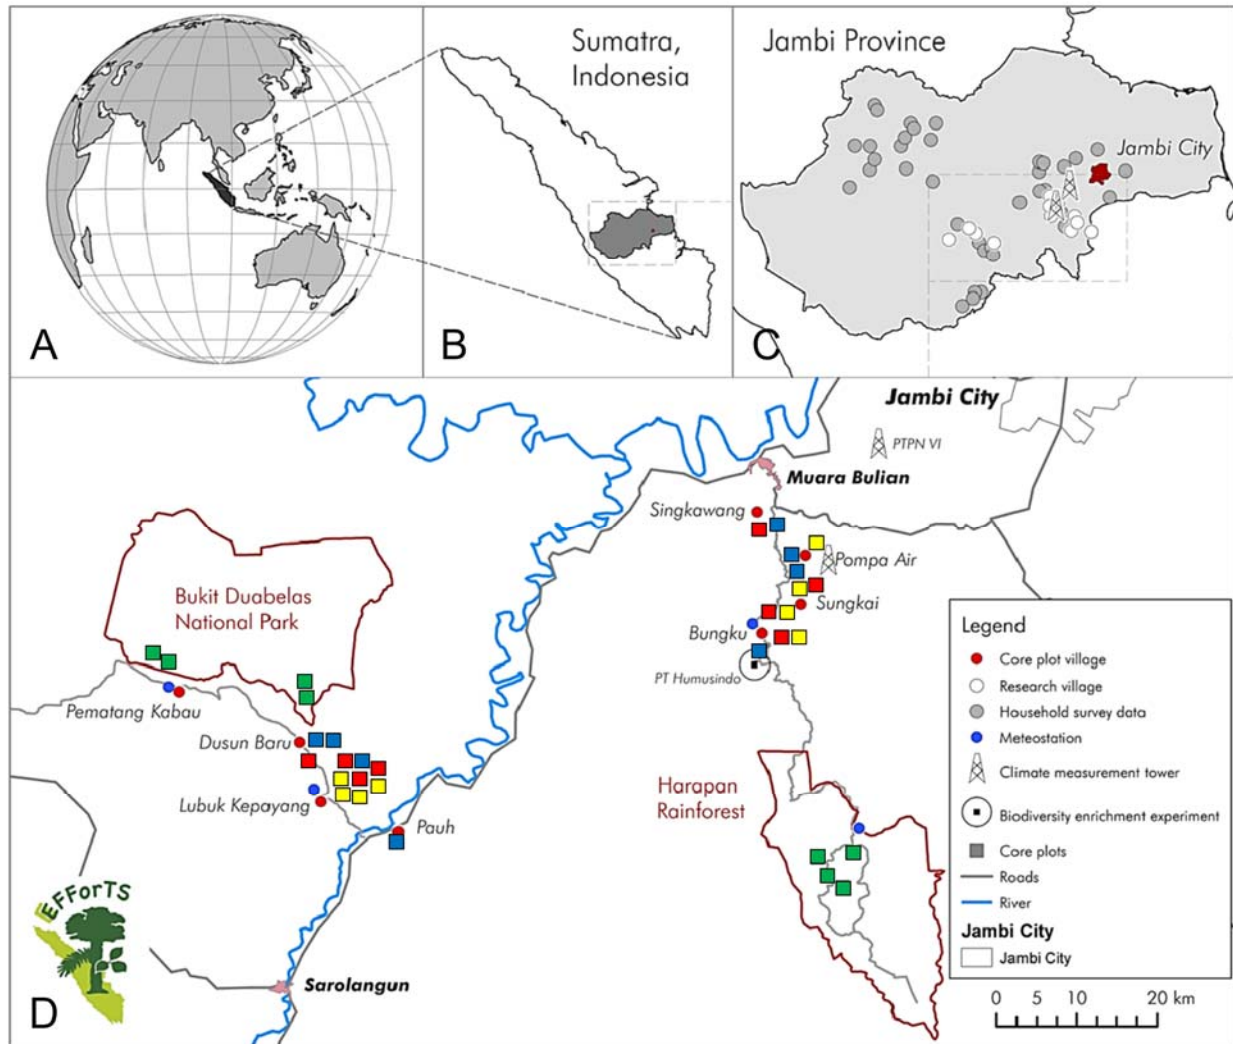 Sumatra,
Indonesia
Jambi Province
Jambi City
A
B
C
Jambi City
PTPN VI
Muara Bulian
Singkawang
Pompa Air
Bukit Duabelas
National Park
Sungkai
Bungku
PT Humusindo
Pematang Kabau
Dusun Baru
Lubuk Kepayang
Pauh
Harapan
Rainforest
Legend
Core plot village
Research village
Household survey data
Meteostation
Climate measurement tower
Biodiversity enrichment experiment
Core plots
Roads
River
Jambi City
Jambi City
EFForTS
Sarolangun
D
0 5 10 20 km